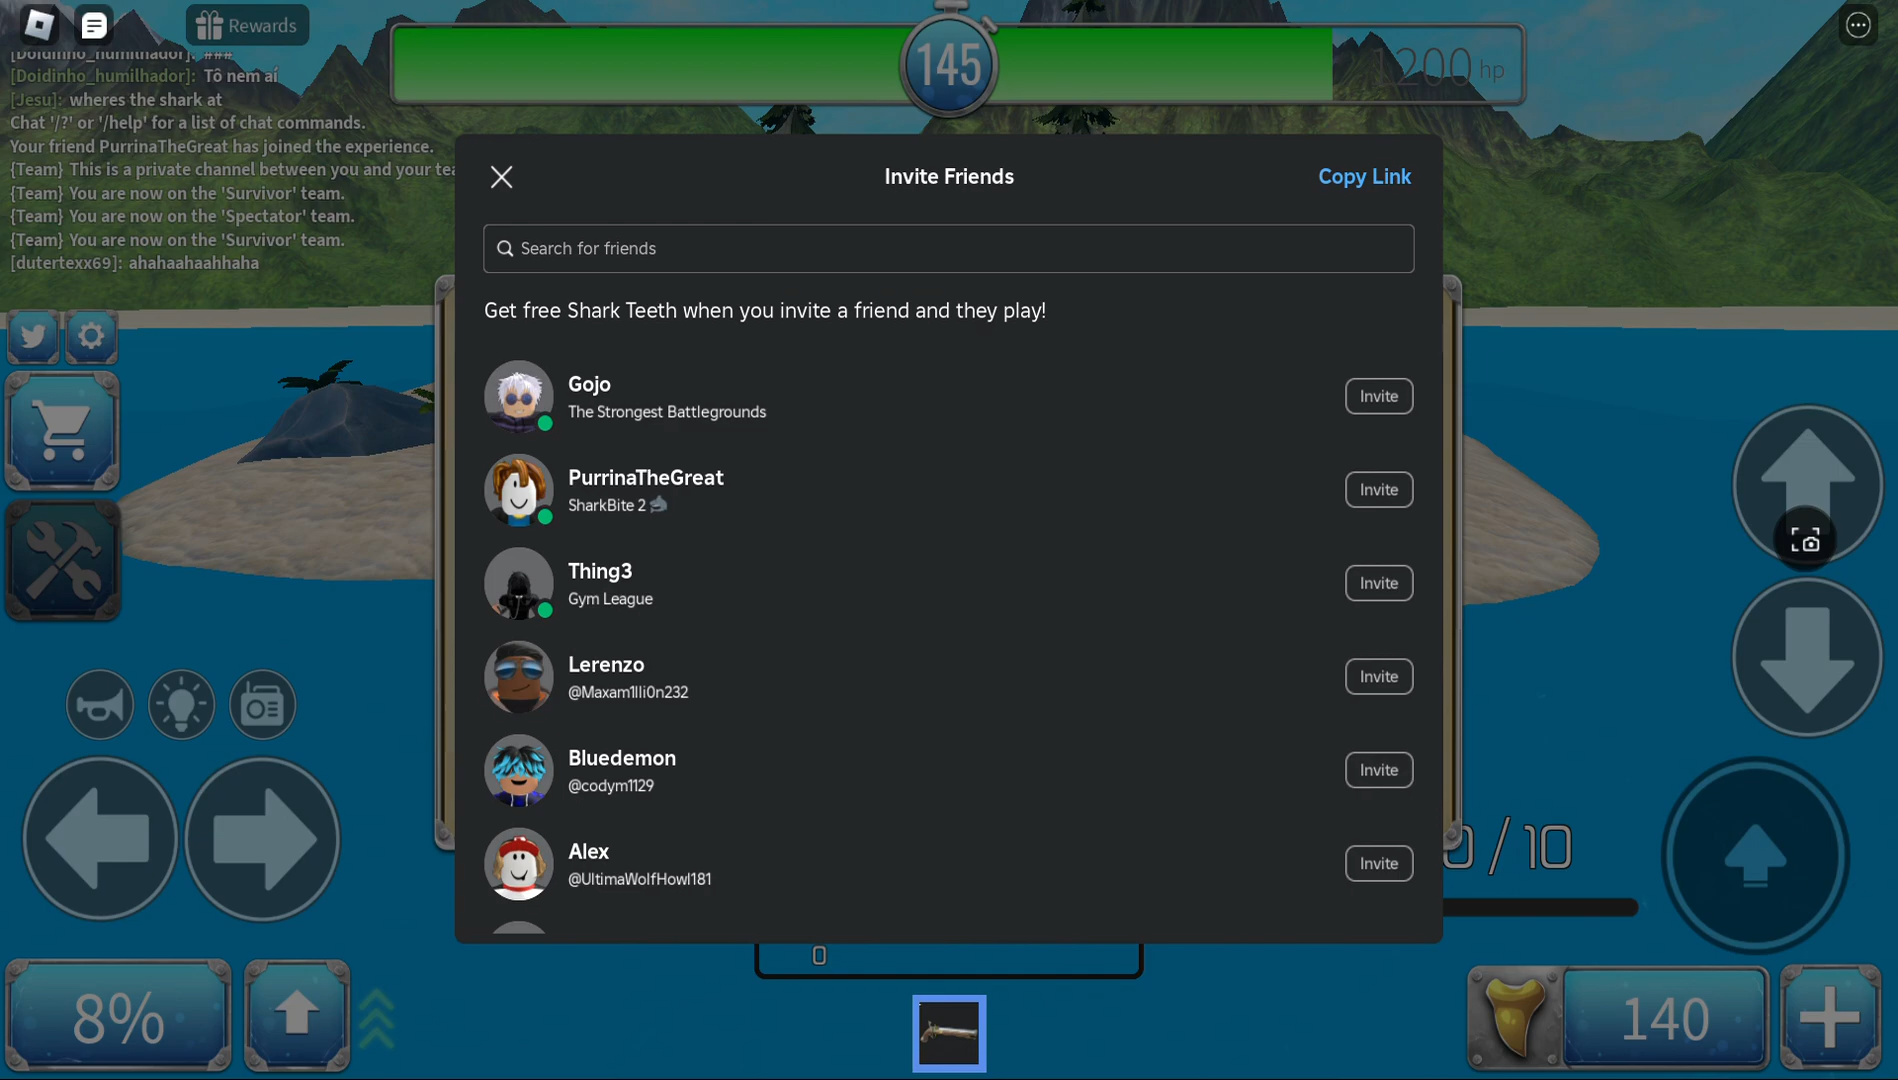 Rewards
[Doidinho_humilhador]: ###
[Doidinho_humilhador]: Tô nem aí
[Jesu]: wheres the shark at
Chat '/?' or '/help' for a list of chat commands.
Your friend PurrinaTheGreat has joined the experience.
{Team} This is a private channel between you and your tea
{Team} You are now on the 'Survivor' team.
{Team} You are now on the 'Spectator' team.
{Team} You are now on the 'Survivor' team.
[dutertexx69]: ahahaahaahhaha
145
1200 hp
Invite Friends
Copy Link
Search for friends
Get free Shark Teeth when you invite a friend and they play!
Gojo
The Strongest Battlegrounds
Invite
PurrinaTheGreat
SharkBite 2
Invite
Thing3
Gym League
Invite
Lerenzo
@Maxam1lli0n232
Invite
Bluedemon
@codym1129
Invite
Alex
@UltimaWolfHowl181
Invite
0 / 10
0
8%
140